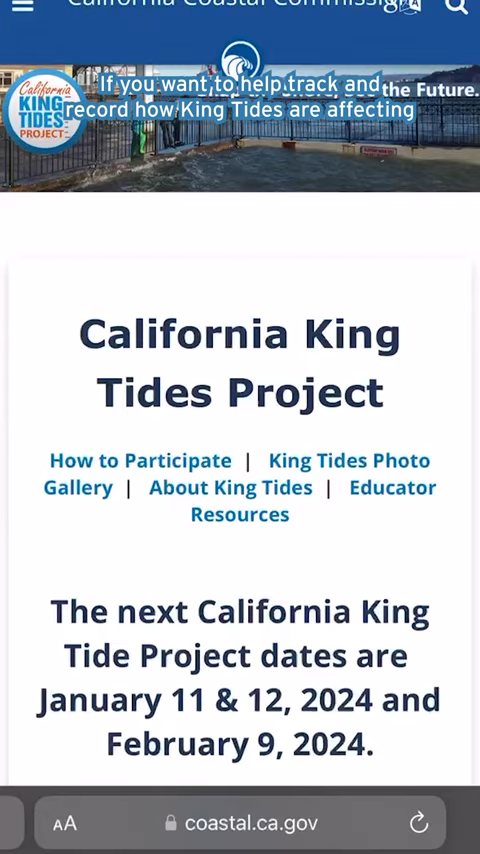 California Coastal Commission
If you want to help track and
the Future.
record how King Tides are affecting
California
KING
TIDES
PROJECT
California King
Tides Project
How to Participate | King Tides Photo
Gallery | About King Tides | Educator
Resources
The next California King
Tide Project dates are
January 11 & 12, 2024 and
February 9, 2024.
AA
coastal.ca.gov